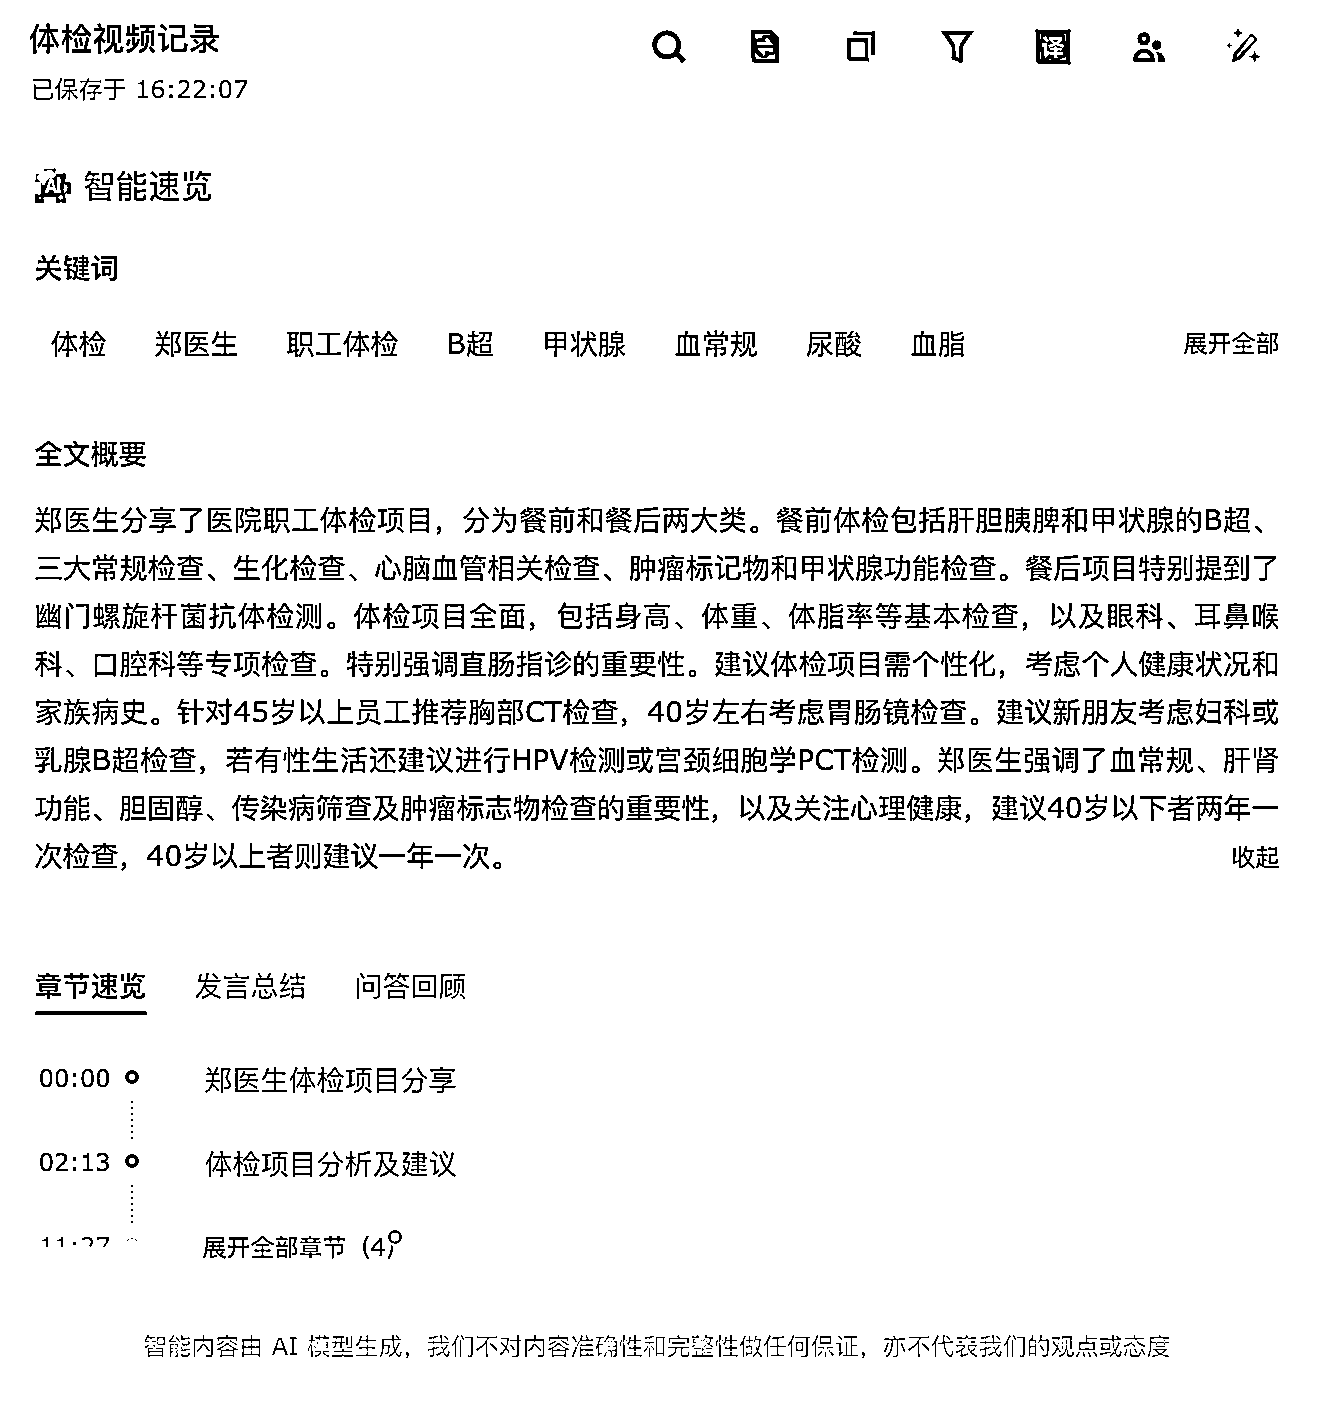 体检视频记录
已保存于 16:22:07
译
智能速览
关键词
体检 郑医生 职工体检 B超 甲状腺 血常规 尿酸 血脂 展开全部
全文概要
郑医生分享了医院职工体检项目，分为餐前和餐后两大类。餐前体检包括肝胆胰脾和甲状腺的B超、
三大常规检查、生化检查、心脑血管相关检查、肿瘤标记物和甲状腺功能检查。餐后项目特别提到了
幽门螺旋杆菌抗体检测。体检项目全面，包括身高、体重、体脂率等基本检查，以及眼科、耳鼻喉
科、口腔科等专项检查。特别强调直肠指诊的重要性。建议体检项目需个性化，考虑个人健康状况和
家族病史。针对45岁以上员工推荐胸部CT检查，40岁左右考虑胃肠镜检查。建议新朋友考虑妇科或
乳腺B超检查，若有性生活还建议进行HPV检测或宫颈细胞学PCT检测。郑医生强调了血常规、肝肾
功能、胆固醇、传染病筛查及肿瘤标志物检查的重要性，以及关注心理健康，建议40岁以下者两年一
次检查，40岁以上者则建议一年一次。 收起
章节速览 发言总结 问答回顾
00:00 郑医生体检项目分享
02:13 体检项目分析及建议
11:27 展开全部章节（4）
智能内容由 AI 模型生成，我们不对内容准确性和完整性做任何保证，亦不代表我们的观点或态度